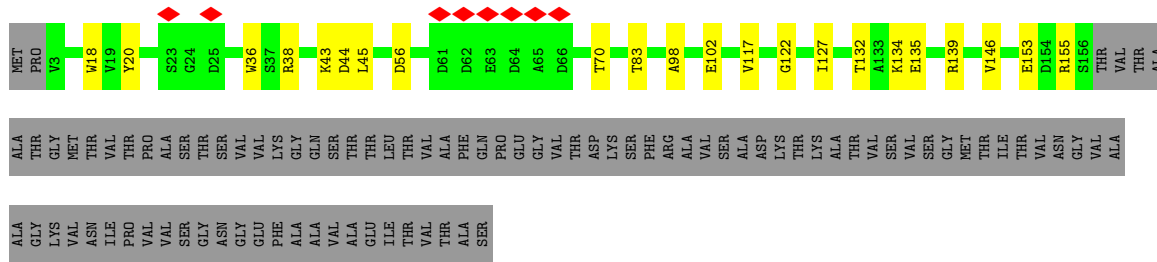 MET PRO V3 W18 V19 Y20 S23 G24 D25 W36 S37 R38 K43 D44 L45 D56 D61 D62 E63 D64 A65 D66 T70 T83 A98 E102 V117 G122 I127 T132 A133 K134 E135 R139 V146 E153 D154 R155 S156 THR VAL THR ALA
ALA THR GLY MET THR VAL THR PRO ALA SER THR SER VAL VAL LYS GLY GLN SER THR THR LEU THR VAL ALA PHE GLN PRO GLU GLY VAL THR ASP LYS SER PHE ARG ALA VAL SER ALA ASP LYS THR LYS ALA THR VAL SER VAL SER GLY MET THR ILE THR VAL ASN GLY VAL ALA
ALA GLY LYS VAL ASN ILE PRO VAL VAL SER GLY ASN GLY GLU PHE ALA ALA VAL ALA GLU ILE THR VAL THR ALA SER